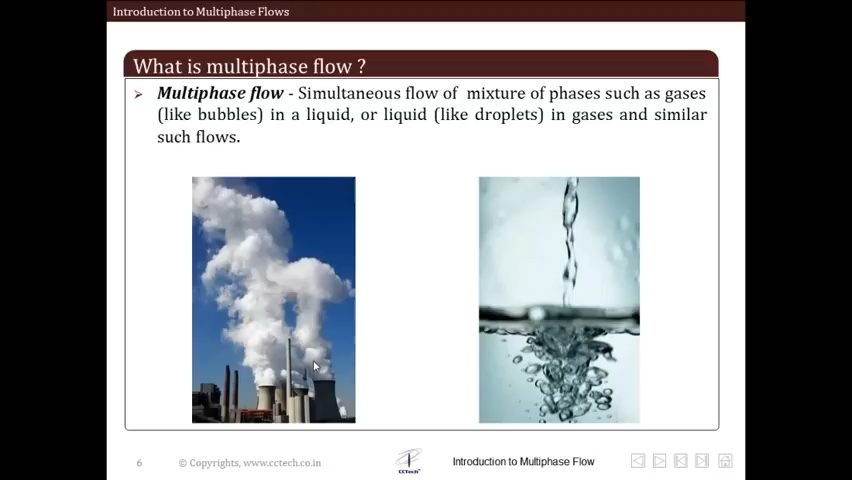 Introduction to Multiphase Flows
What is multiphase flow ?
Multiphase flow - Simultaneous flow of mixture of phases such as gases
(like bubbles) in a liquid, or liquid (like droplets) in gases and similar
such flows.
6
© Copyrights, www.cctech.co.in
CCTech
Introduction to Multiphase Flow